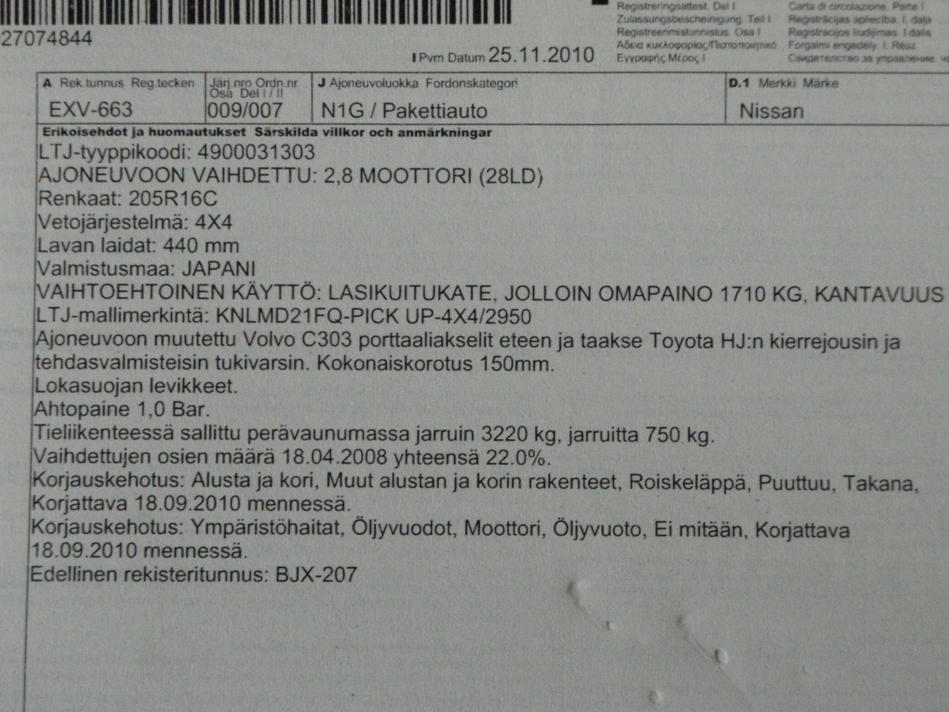 Registreringsattest. Del I
Carta di circolazione. Parte I
Zulassungsbescheinigung. Teil I
Reģistrācijas apliecība. I. daļa
27074844
Registreerimistunnistus. Osa I
Registracijos liudijimas. I dalis
Άδεια κυκλοφορίας/Πιστοποιητικό
Forgalmi engedély. I. Rész
I Pvm Datum 25.11.2010
Εγγραφής Μέρος I
A Rek.tunnus Reg.tecken
EXV-663
Järj.nro Ordn.nr
Osa Del I / II
009/007
J Ajoneuvoluokka Fordonskategori
N1G / Pakettiauto
D.1 Merkki Märke
Nissan
Erikoisehdot ja huomautukset Särskilda villkor och anmärkningar
LTJ-tyyppikoodi: 4900031303
AJONEUVOON VAIHDETTU: 2,8 MOOTTORI (28LD)
Renkaat: 205R16C
Vetojärjestelmä: 4X4
Lavan laidat: 440 mm
Valmistusmaa: JAPANI
VAIHTOEHTOINEN KÄYTTÖ: LASIKUITUKATE, JOLLOIN OMAPAINO 1710 KG, KANTAVUUS
LTJ-mallimerkintä: KNLMD21FQ-PICK UP-4X4/2950
Ajoneuvoon muutettu Volvo C303 porttaaliakselit eteen ja taakse Toyota HJ:n kierrejousin ja
tehdasvalmisteisin tukivarsin. Kokonaiskorotus 150mm.
Lokasuojan levikkeet.
Ahtopaine 1,0 Bar.
Tieliikenteessä sallittu perävaunumassa jarruin 3220 kg, jarruitta 750 kg.
Vaihdettujen osien määrä 18.04.2008 yhteensä 22.0%.
Korjauskehotus: Alusta ja kori, Muut alustan ja korin rakenteet, Roiskeläppä, Puuttuu, Takana,
Korjattava 18.09.2010 mennessä.
Korjauskehotus: Ympäristöhaitat, Öljyvuodot, Moottori, Öljyvuoto, Ei mitään, Korjattava
18.09.2010 mennessä.
Edellinen rekisteritunnus: BJX-207